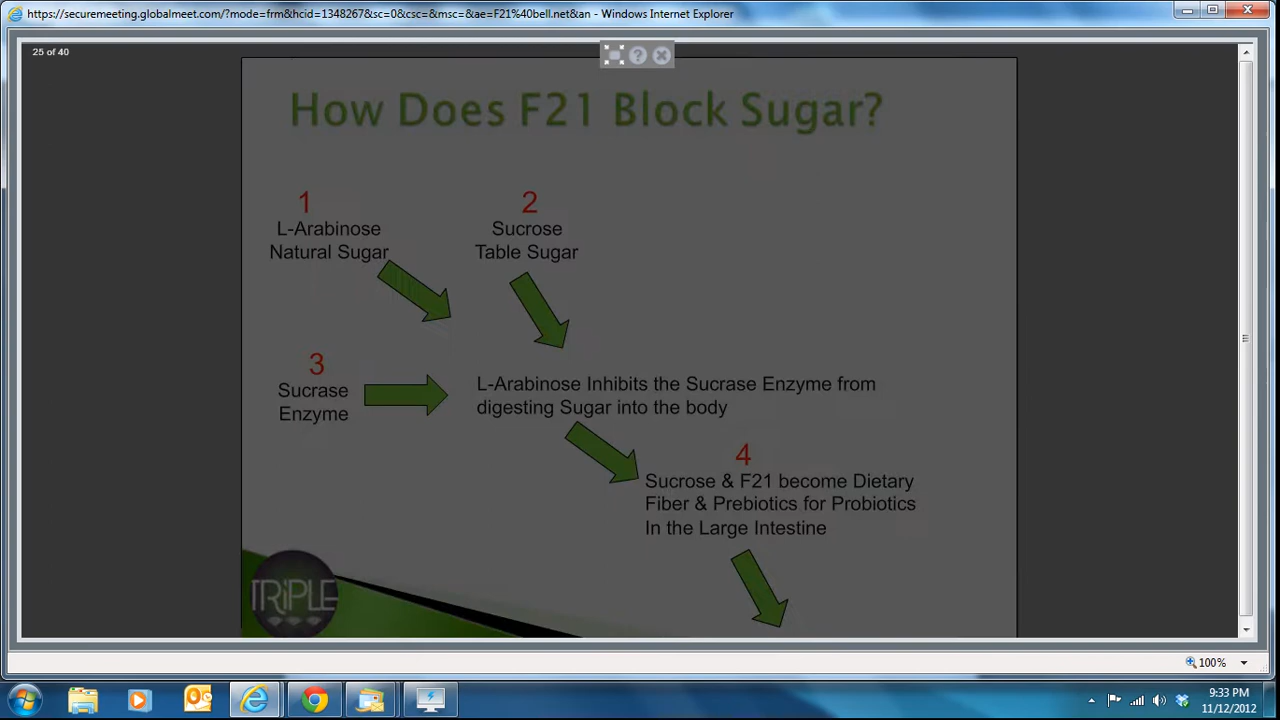 https://securemeeting.globalmeet.com/?mode=frm&hcid=1348267&sc=0&csc=&msc=&ae=F21%40bell.net&an - Windows Internet Explorer
25 of 40
How Does F21 Block Sugar?
1
L-Arabinose
Natural Sugar
2
Sucrose
Table Sugar
3
Sucrase
Enzyme
L-Arabinose Inhibits the Sucrase Enzyme from
digesting Sugar into the body
4
Sucrose & F21 become Dietary
Fiber & Prebiotics for Probiotics
In the Large Intestine
TRiPLE
100%
9:33 PM
11/12/2012